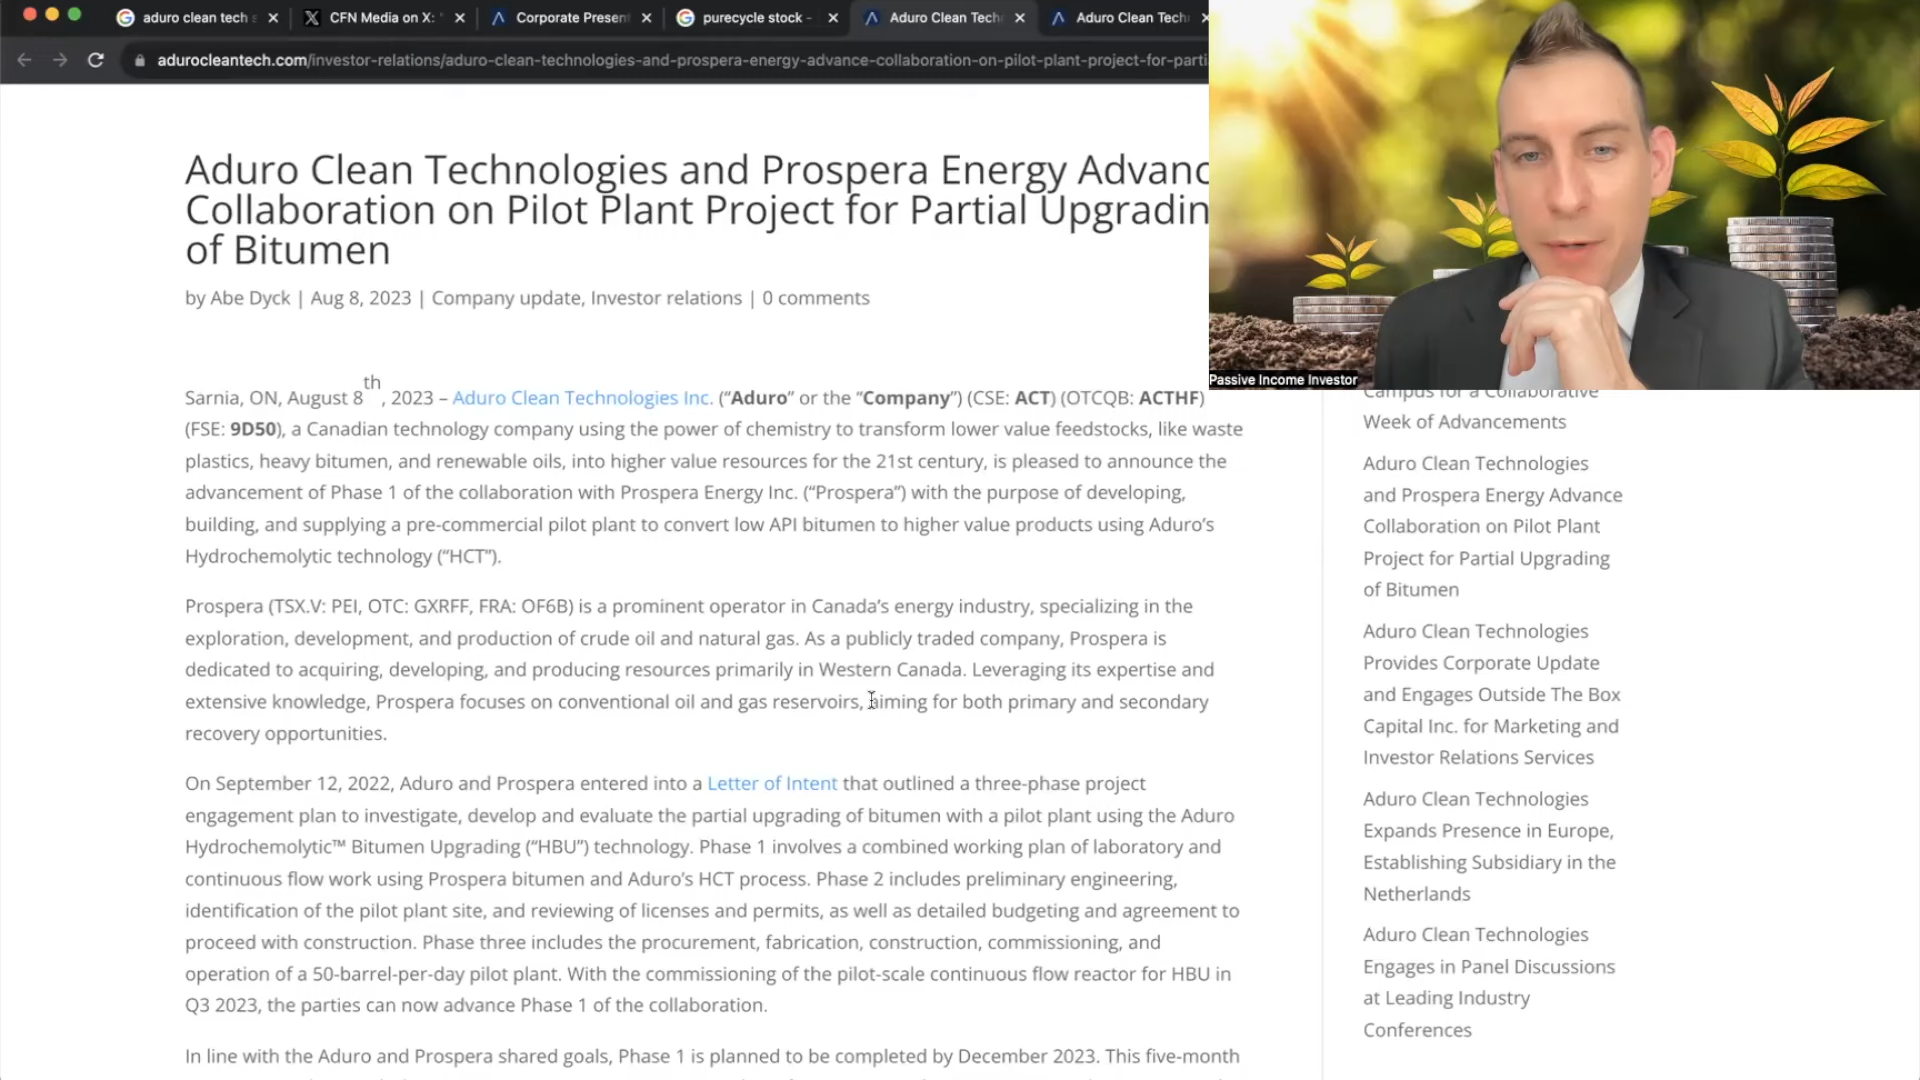 aduro clean tech s
CFN Media on X: "
Corporate Present
purecycle stock -
Aduro Clean Tech
Aduro Clean Tech
adurocleantech.com/investor-relations/aduro-clean-technologies-and-prospera-energy-advance-collaboration-on-pilot-plant-project-for-parti
Aduro Clean Technologies and Prospera Energy Advanc
Collaboration on Pilot Plant Project for Partial Upgradin
of Bitumen
by Abe Dyck | Aug 8, 2023 | Company update, Investor relations | 0 comments
Passive Income Investor
Sarnia, ON, August 8th, 2023 – Aduro Clean Technologies Inc. (“Aduro” or the “Company”) (CSE: ACT) (OTCQB: ACTHF)
(FSE: 9D50), a Canadian technology company using the power of chemistry to transform lower value feedstocks, like waste
plastics, heavy bitumen, and renewable oils, into higher value resources for the 21st century, is pleased to announce the
advancement of Phase 1 of the collaboration with Prospera Energy Inc. (“Prospera”) with the purpose of developing,
building, and supplying a pre-commercial pilot plant to convert low API bitumen to higher value products using Aduro’s
Hydrochemolytic technology (“HCT”).
Prospera (TSX.V: PEI, OTC: GXRFF, FRA: OF6B) is a prominent operator in Canada’s energy industry, specializing in the
exploration, development, and production of crude oil and natural gas. As a publicly traded company, Prospera is
dedicated to acquiring, developing, and producing resources primarily in Western Canada. Leveraging its expertise and
extensive knowledge, Prospera focuses on conventional oil and gas reservoirs, aiming for both primary and secondary
recovery opportunities.
On September 12, 2022, Aduro and Prospera entered into a Letter of Intent that outlined a three-phase project
engagement plan to investigate, develop and evaluate the partial upgrading of bitumen with a pilot plant using the Aduro
Hydrochemolytic™ Bitumen Upgrading (“HBU”) technology. Phase 1 involves a combined working plan of laboratory and
continuous flow work using Prospera bitumen and Aduro’s HCT process. Phase 2 includes preliminary engineering,
identification of the pilot plant site, and reviewing of licenses and permits, as well as detailed budgeting and agreement to
proceed with construction. Phase three includes the procurement, fabrication, construction, commissioning, and
operation of a 50-barrel-per-day pilot plant. With the commissioning of the pilot-scale continuous flow reactor for HBU in
Q3 2023, the parties can now advance Phase 1 of the collaboration.
In line with the Aduro and Prospera shared goals, Phase 1 is planned to be completed by December 2023. This five-month
Campus for a Collaborative
Week of Advancements
Aduro Clean Technologies
and Prospera Energy Advance
Collaboration on Pilot Plant
Project for Partial Upgrading
of Bitumen
Aduro Clean Technologies
Provides Corporate Update
and Engages Outside The Box
Capital Inc. for Marketing and
Investor Relations Services
Aduro Clean Technologies
Expands Presence in Europe,
Establishing Subsidiary in the
Netherlands
Aduro Clean Technologies
Engages in Panel Discussions
at Leading Industry
Conferences